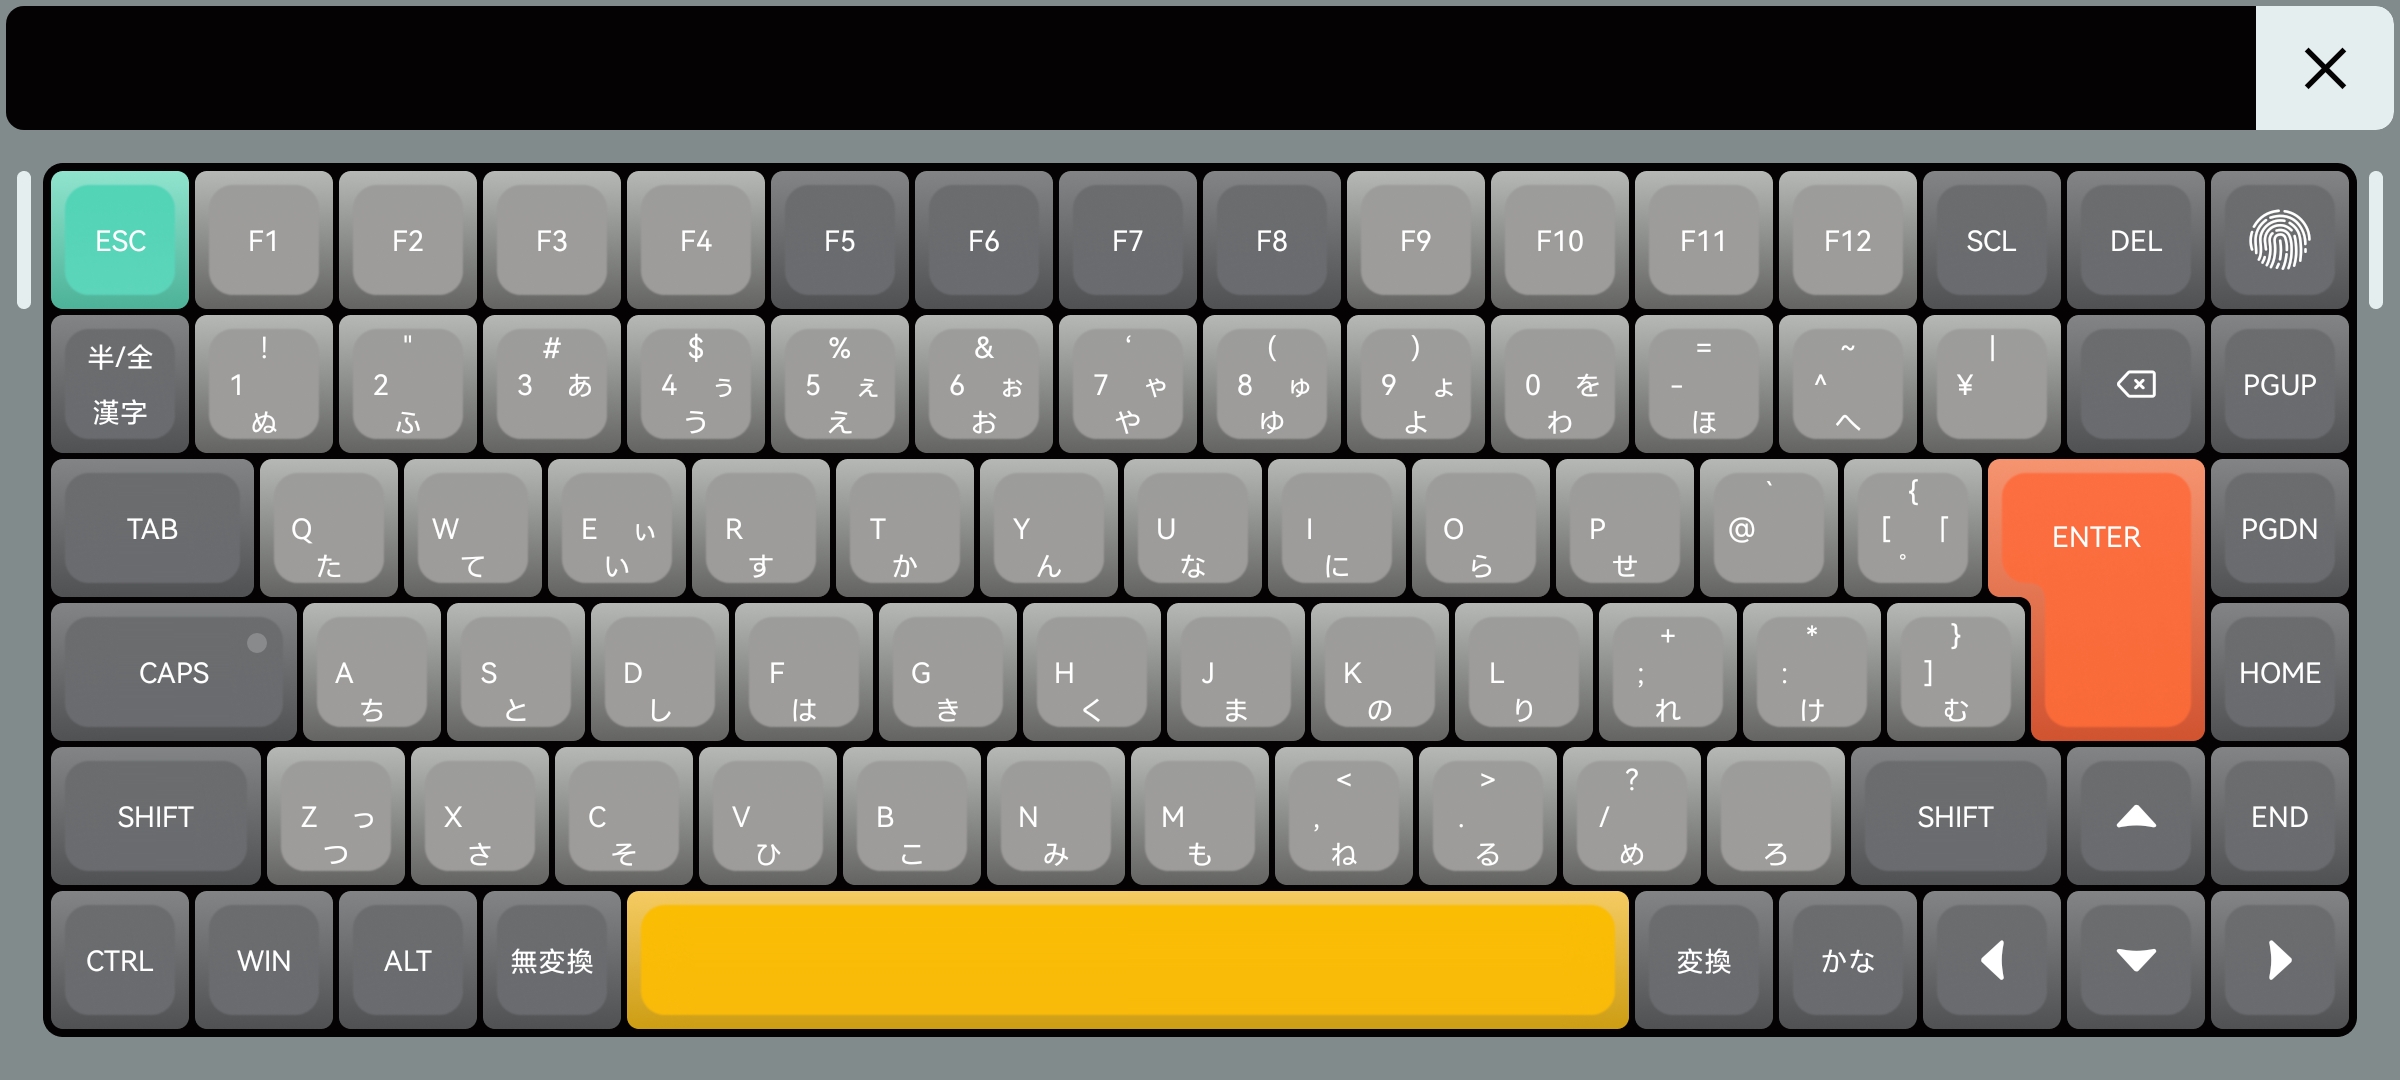 ESC F1 F2 F3 F4 F5 F6 F7 F8 F9 F10 F11 F12 SCL DEL
半/全 ! " # $ % & ‘ ( ) = ~ |
1 2 3 あ 4 ぅ 5 ぇ 6 ぉ 7 ゃ 8 ゅ 9 ょ 0 を - ^ ¥ PGUP
漢字 ぬ ふ う え お や ゆ よ わ ほ へ
` {
TAB Q W E ぃ R T Y U I O P @ [ ｢ ENTER PGDN
た て い す か ん な に ら せ ゜
+ * }
CAPS A S D F G H J K L ; : ] HOME
ち と し は き く ま の り れ け む
< > ?
SHIFT Z っ X C V B N M , . / SHIFT END
つ さ そ ひ こ み も ね る め ろ
CTRL WIN ALT 無変換 変換 かな